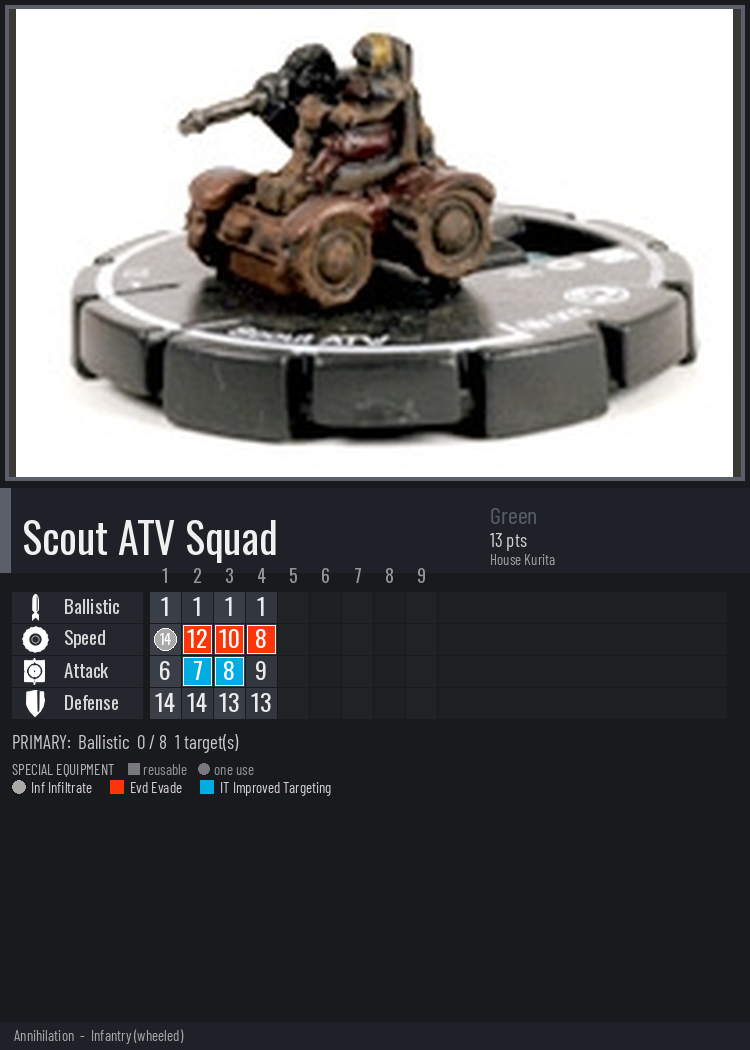 Scout ATV
Scout ATV Squad
Green
13 pts
House Kurita
1 2 3 4 5 6 7 8 9
Ballistic 1 1 1 1
Speed 14 12 10 8
Attack 6 7 8 9
Defense 14 14 13 13
PRIMARY: Ballistic 0 / 8 1 target(s)
SPECIAL EQUIPMENT reusable one use
Inf Infiltrate Evd Evade IT Improved Targeting
Annihilation - Infantry (wheeled)